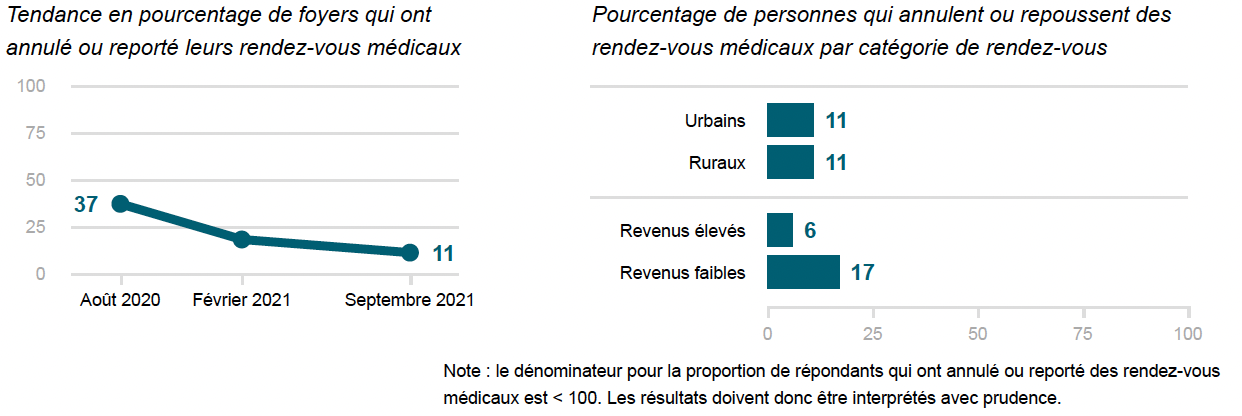 Tendance en pourcentage de foyers qui ont
annulé ou reporté leurs rendez-vous médicaux
100
75
50
25
0
37
11
Août 2020
Février 2021
Septembre 2021
Pourcentage de personnes qui annulent ou repoussent des
rendez-vous médicaux par catégorie de rendez-vous
Urbains 11
Ruraux 11
Revenus élevés 6
Revenus faibles 17
0 25 50 75 100
Note : le dénominateur pour la proportion de répondants qui ont annulé ou reporté des rendez-vous
médicaux est < 100. Les résultats doivent donc être interprétés avec prudence.